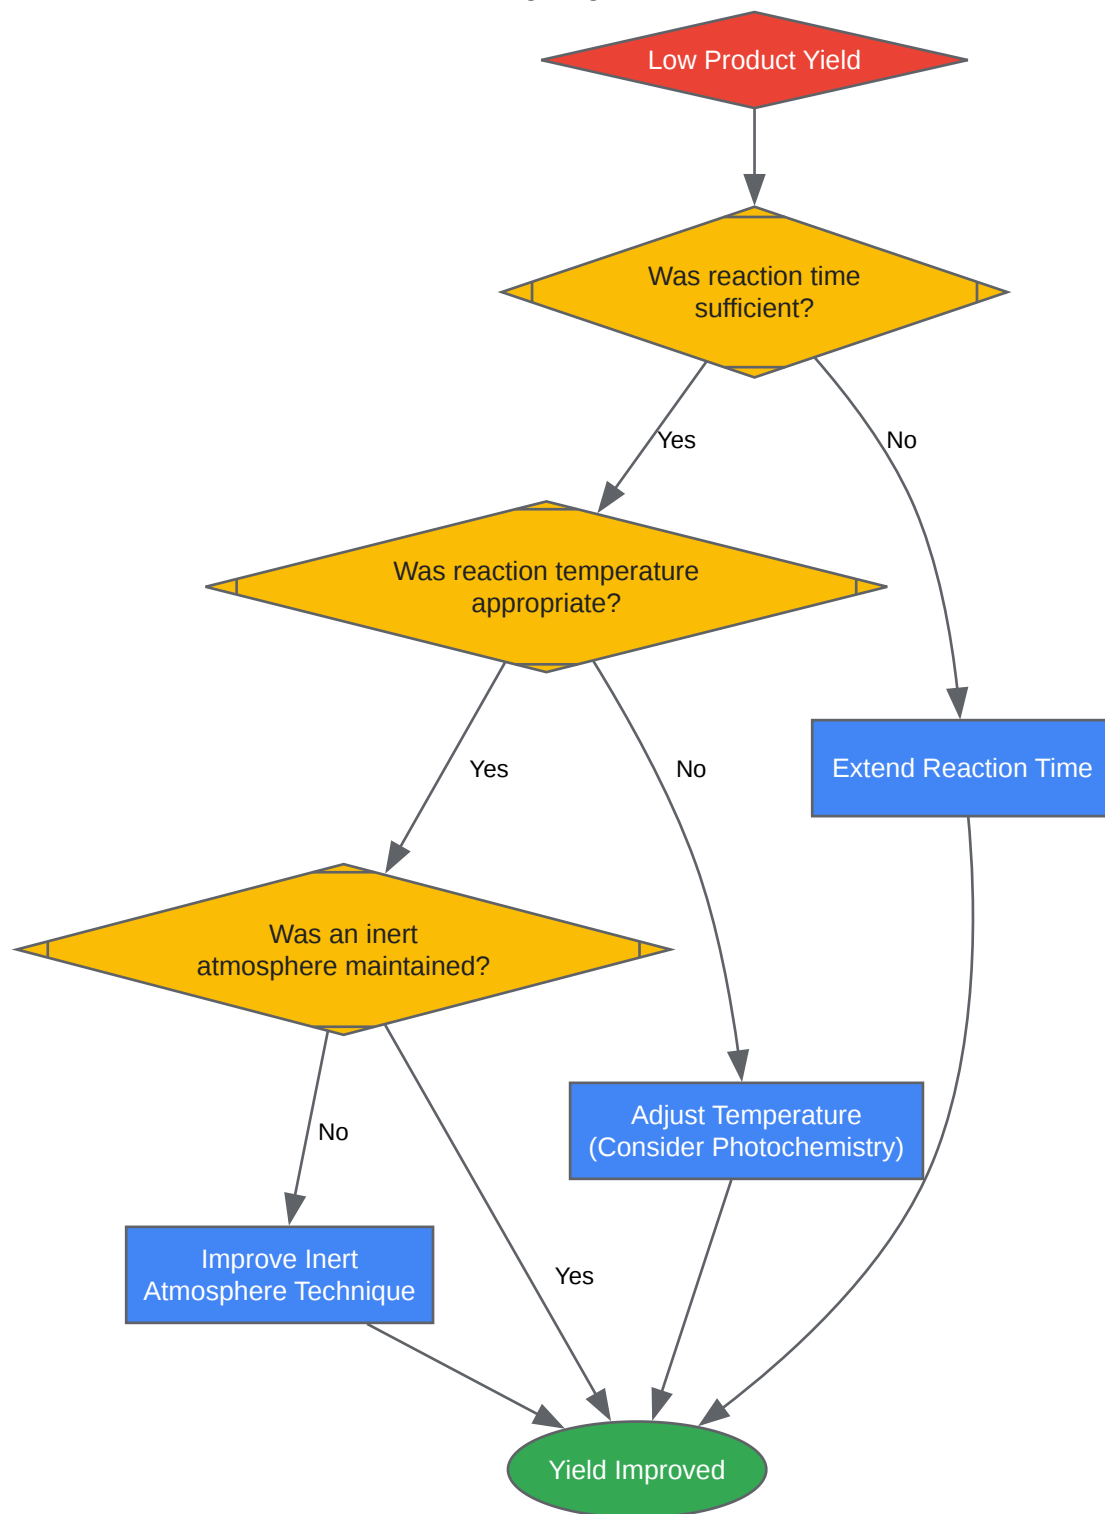 Low Product Yield
Was reaction time
sufficient?
Yes
No
Was reaction temperature
appropriate?
Yes
No
Extend Reaction Time
Was an inert
atmosphere maintained?
No
Adjust Temperature
(Consider Photochemistry)
Improve Inert
Atmosphere Technique
Yes
Yield Improved